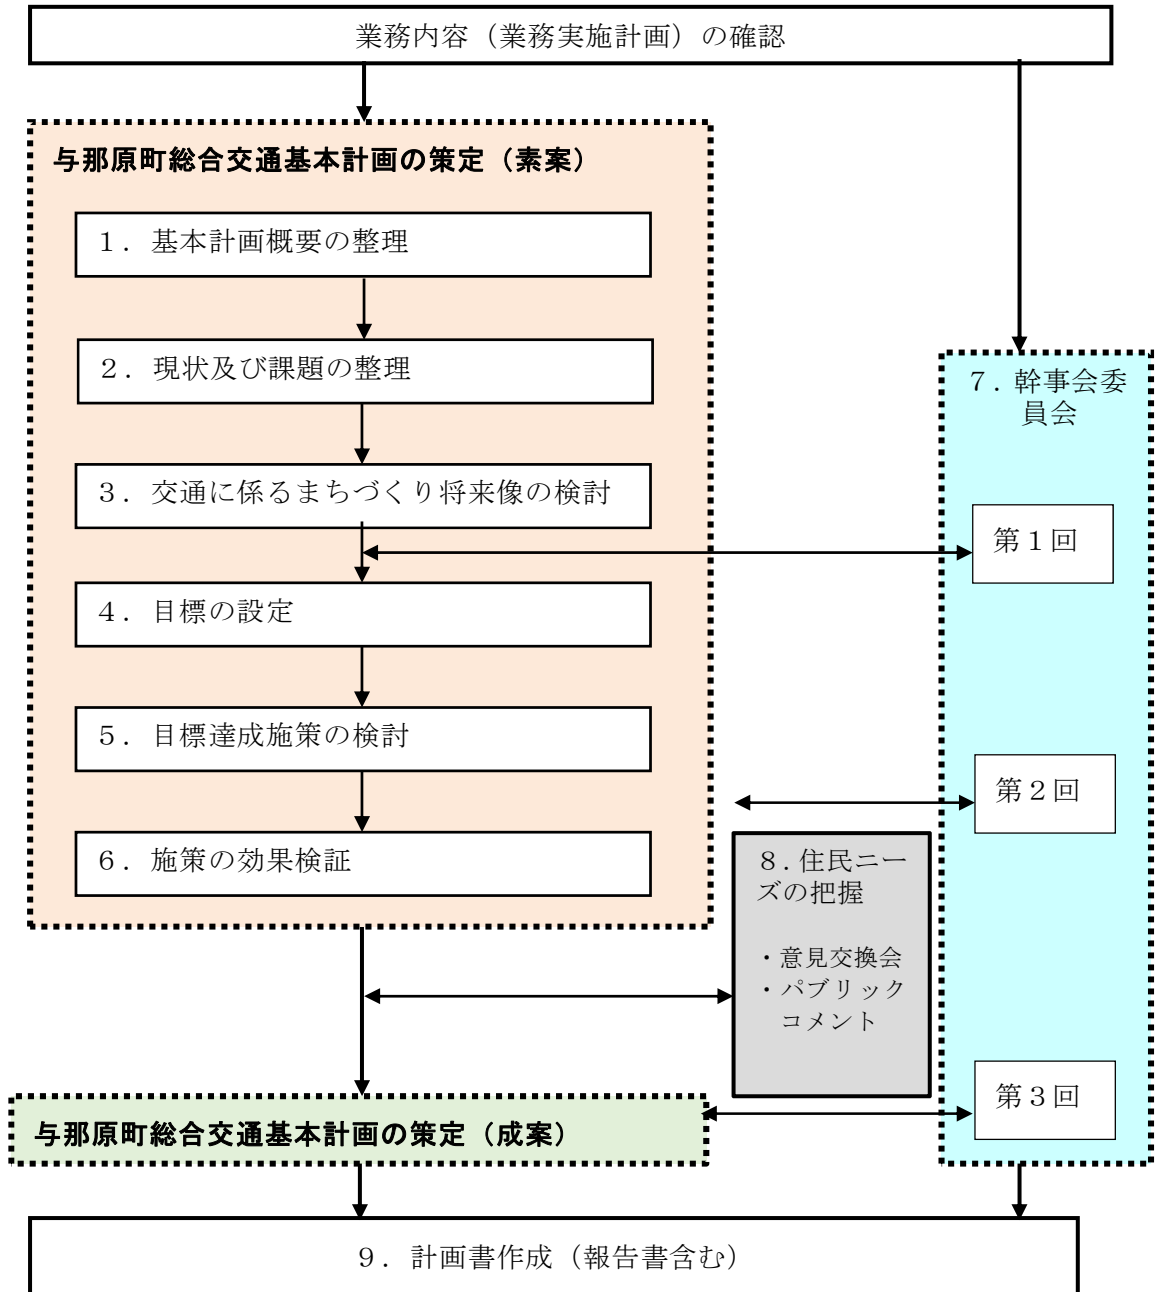 業務内容（業務実施計画）の確認
与那原町総合交通基本計画の策定（素案）
１．基本計画概要の整理
２．現状及び課題の整理
３．交通に係るまちづくり将来像の検討
４．目標の設定
５．目標達成施策の検討
６．施策の効果検証
７．幹事会委
員会
第１回
第２回
第３回
８．住民ニー
ズの把握
・意見交換会
・パブリック
コメント
与那原町総合交通基本計画の策定（成案）
９．計画書作成（報告書含む）